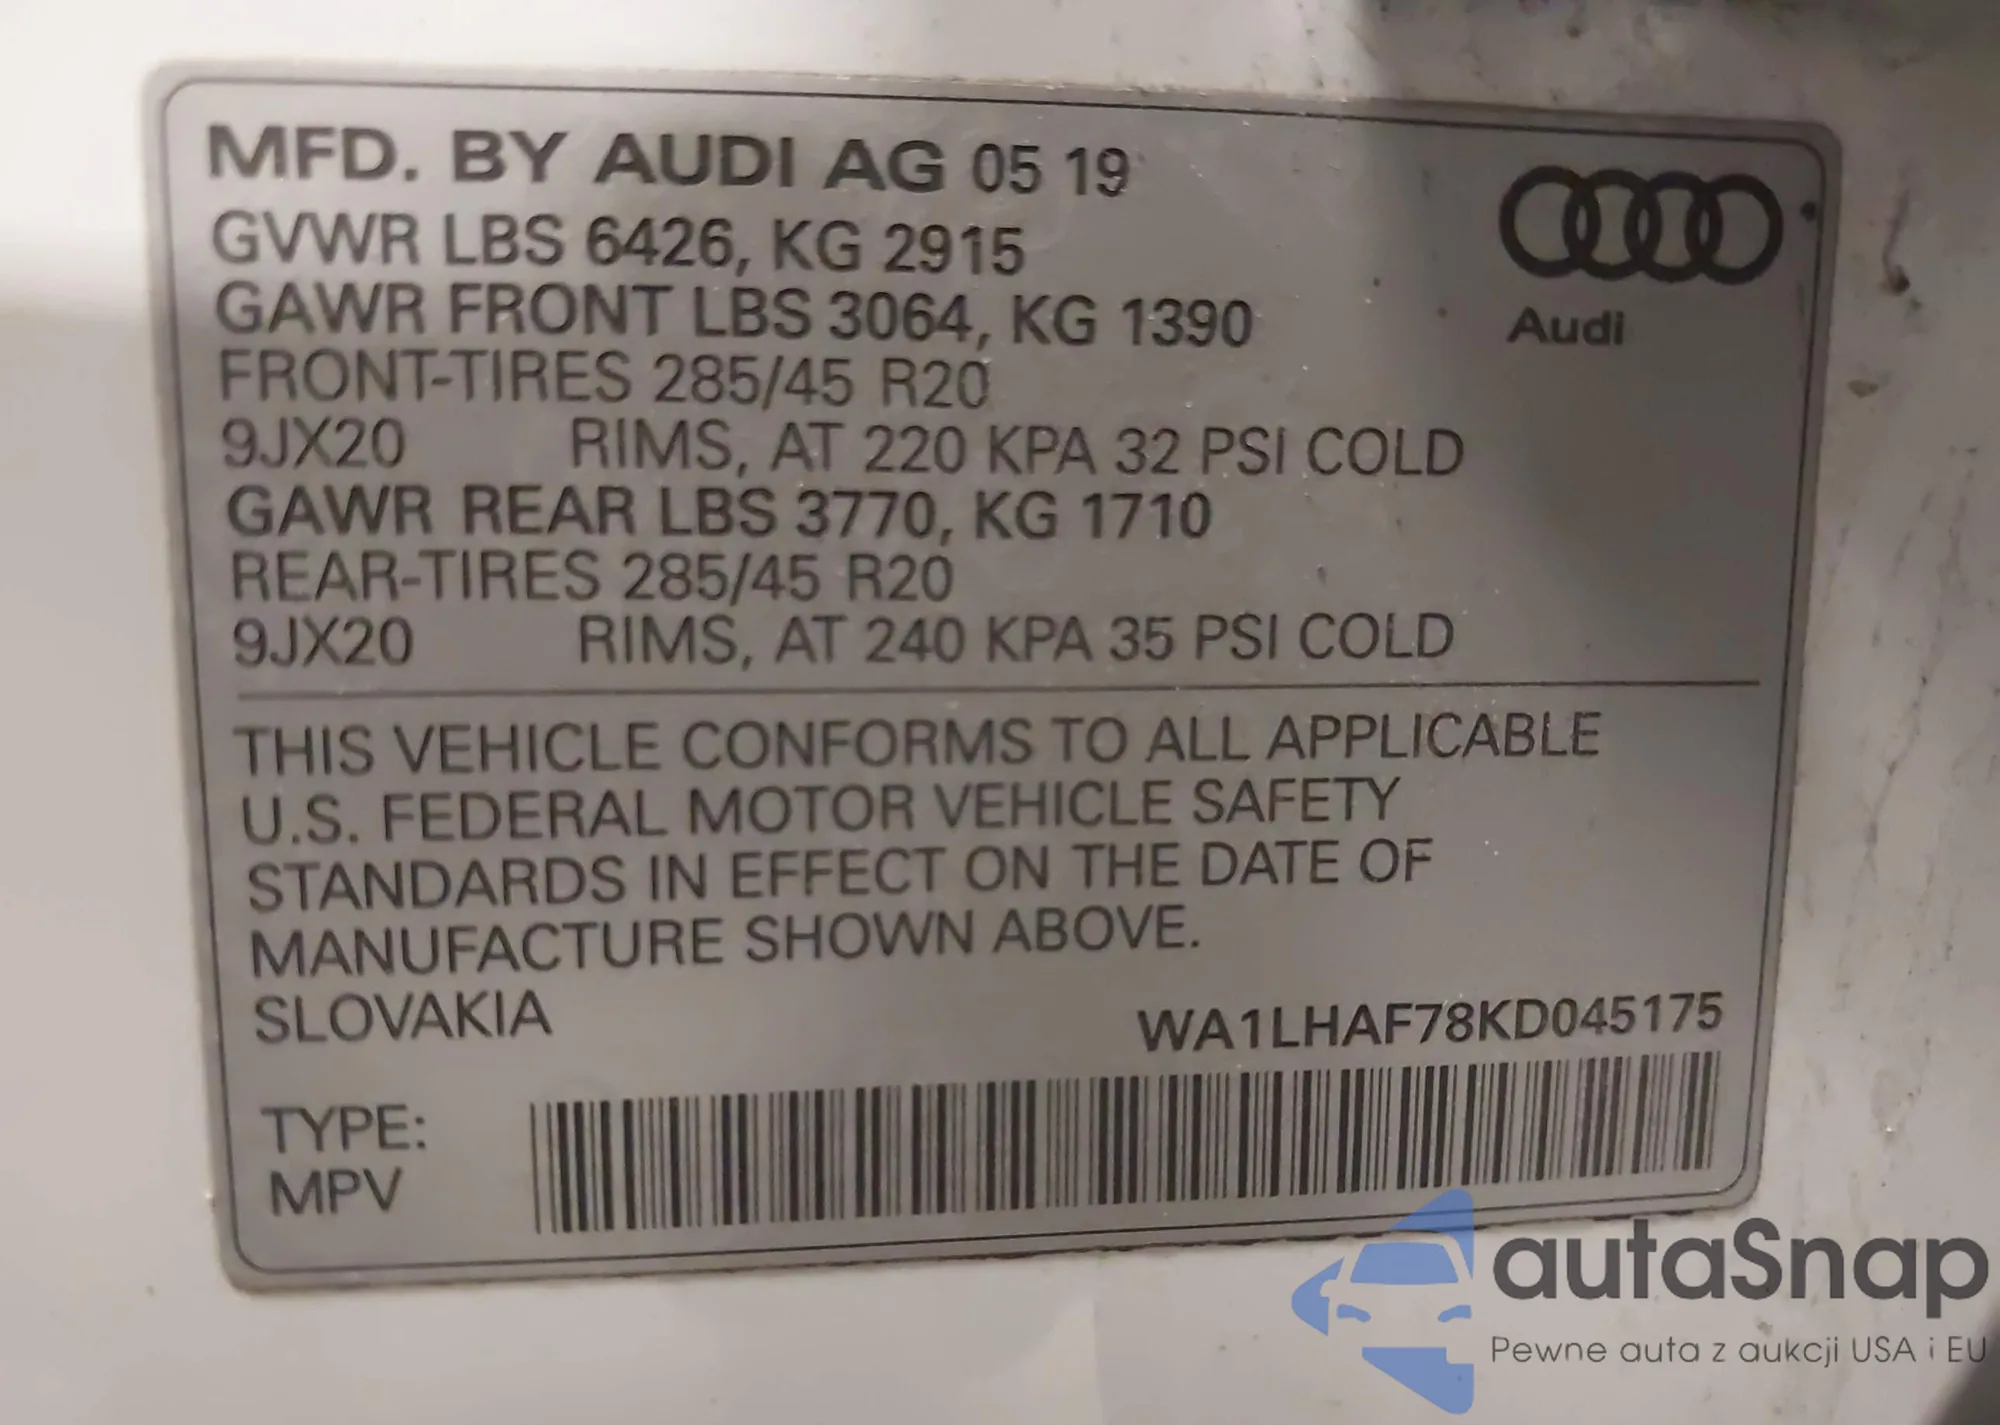 MFD. BY AUDI AG 05 19
GVWR LBS 6426, KG 2915
GAWR FRONT LBS 3064, KG 1390
FRONT-TIRES 285/45 R20
9JX20 RIMS, AT 220 KPA 32 PSI COLD
GAWR REAR LBS 3770, KG 1710
REAR-TIRES 285/45 R20
9JX20 RIMS, AT 240 KPA 35 PSI COLD
Audi
THIS VEHICLE CONFORMS TO ALL APPLICABLE
U.S. FEDERAL MOTOR VEHICLE SAFETY
STANDARDS IN EFFECT ON THE DATE OF
MANUFACTURE SHOWN ABOVE.
SLOVAKIA WA1LHAF78KD045175
TYPE:
MPV
autaSnap
Pewne auta z aukcji USA i EU